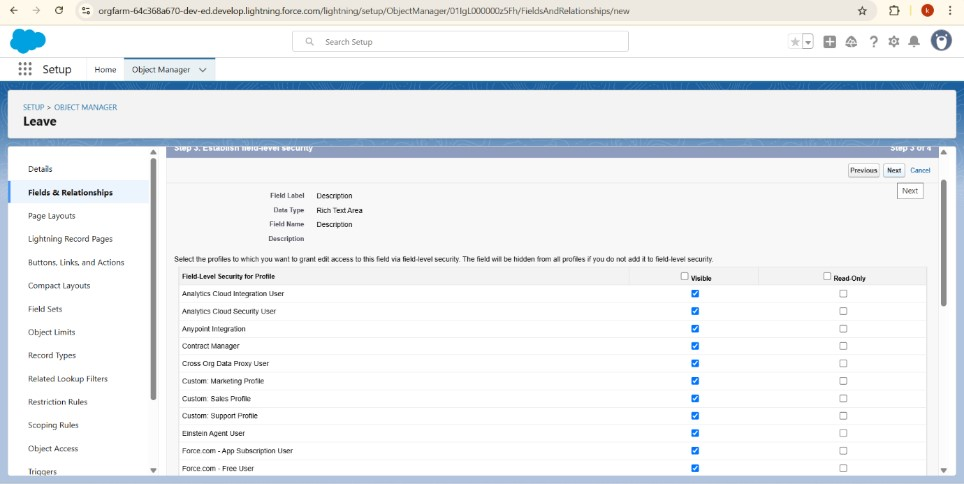 orgfarm-64c368a670-dev-ed.develop.lightning.force.com/lightning/setup/ObjectManager/01IgL000000z5Fh/FieldsAndRelationships/new
k
Search Setup
Setup Home Object Manager
SETUP > OBJECT MANAGER
Leave
Details
Fields & Relationships
Page Layouts
Lightning Record Pages
Buttons, Links, and Actions
Compact Layouts
Field Sets
Object Limits
Record Types
Related Lookup Filters
Restriction Rules
Scoping Rules
Object Access
Triggers
Step 3. Establish field-level security Step 3 of 4
Previous Next Cancel
Next
Field Label Description
Data Type Rich Text Area
Field Name Description
Description
Select the profiles to which you want to grant edit access to this field via field-level security. The field will be hidden from all profiles if you do not add it to field-level security.
Field-Level Security for Profile Visible Read-Only
Analytics Cloud Integration User
Analytics Cloud Security User
Anypoint Integration
Contract Manager
Cross Org Data Proxy User
Custom: Marketing Profile
Custom: Sales Profile
Custom: Support Profile
Einstein Agent User
Force.com - App Subscription User
Force.com - Free User